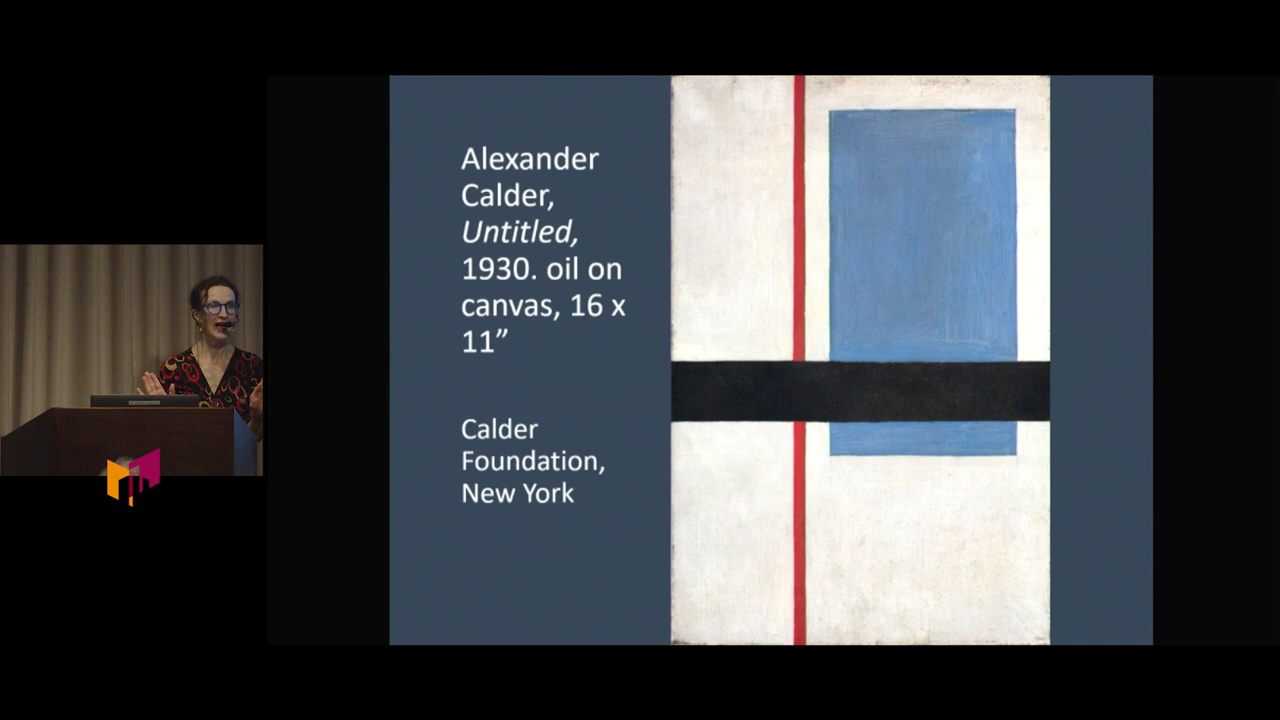 Alexander
Calder,
Untitled,
1930. oil on
canvas, 16 x
11”
Calder
Foundation,
New York